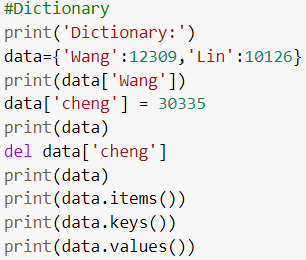 #Dictionary
print('Dictionary:')
data={'Wang':12309,'Lin':10126}
print(data['Wang'])
data['cheng'] = 30335
print(data)
del data['cheng']
print(data)
print(data.items())
print(data.keys())
print(data.values())